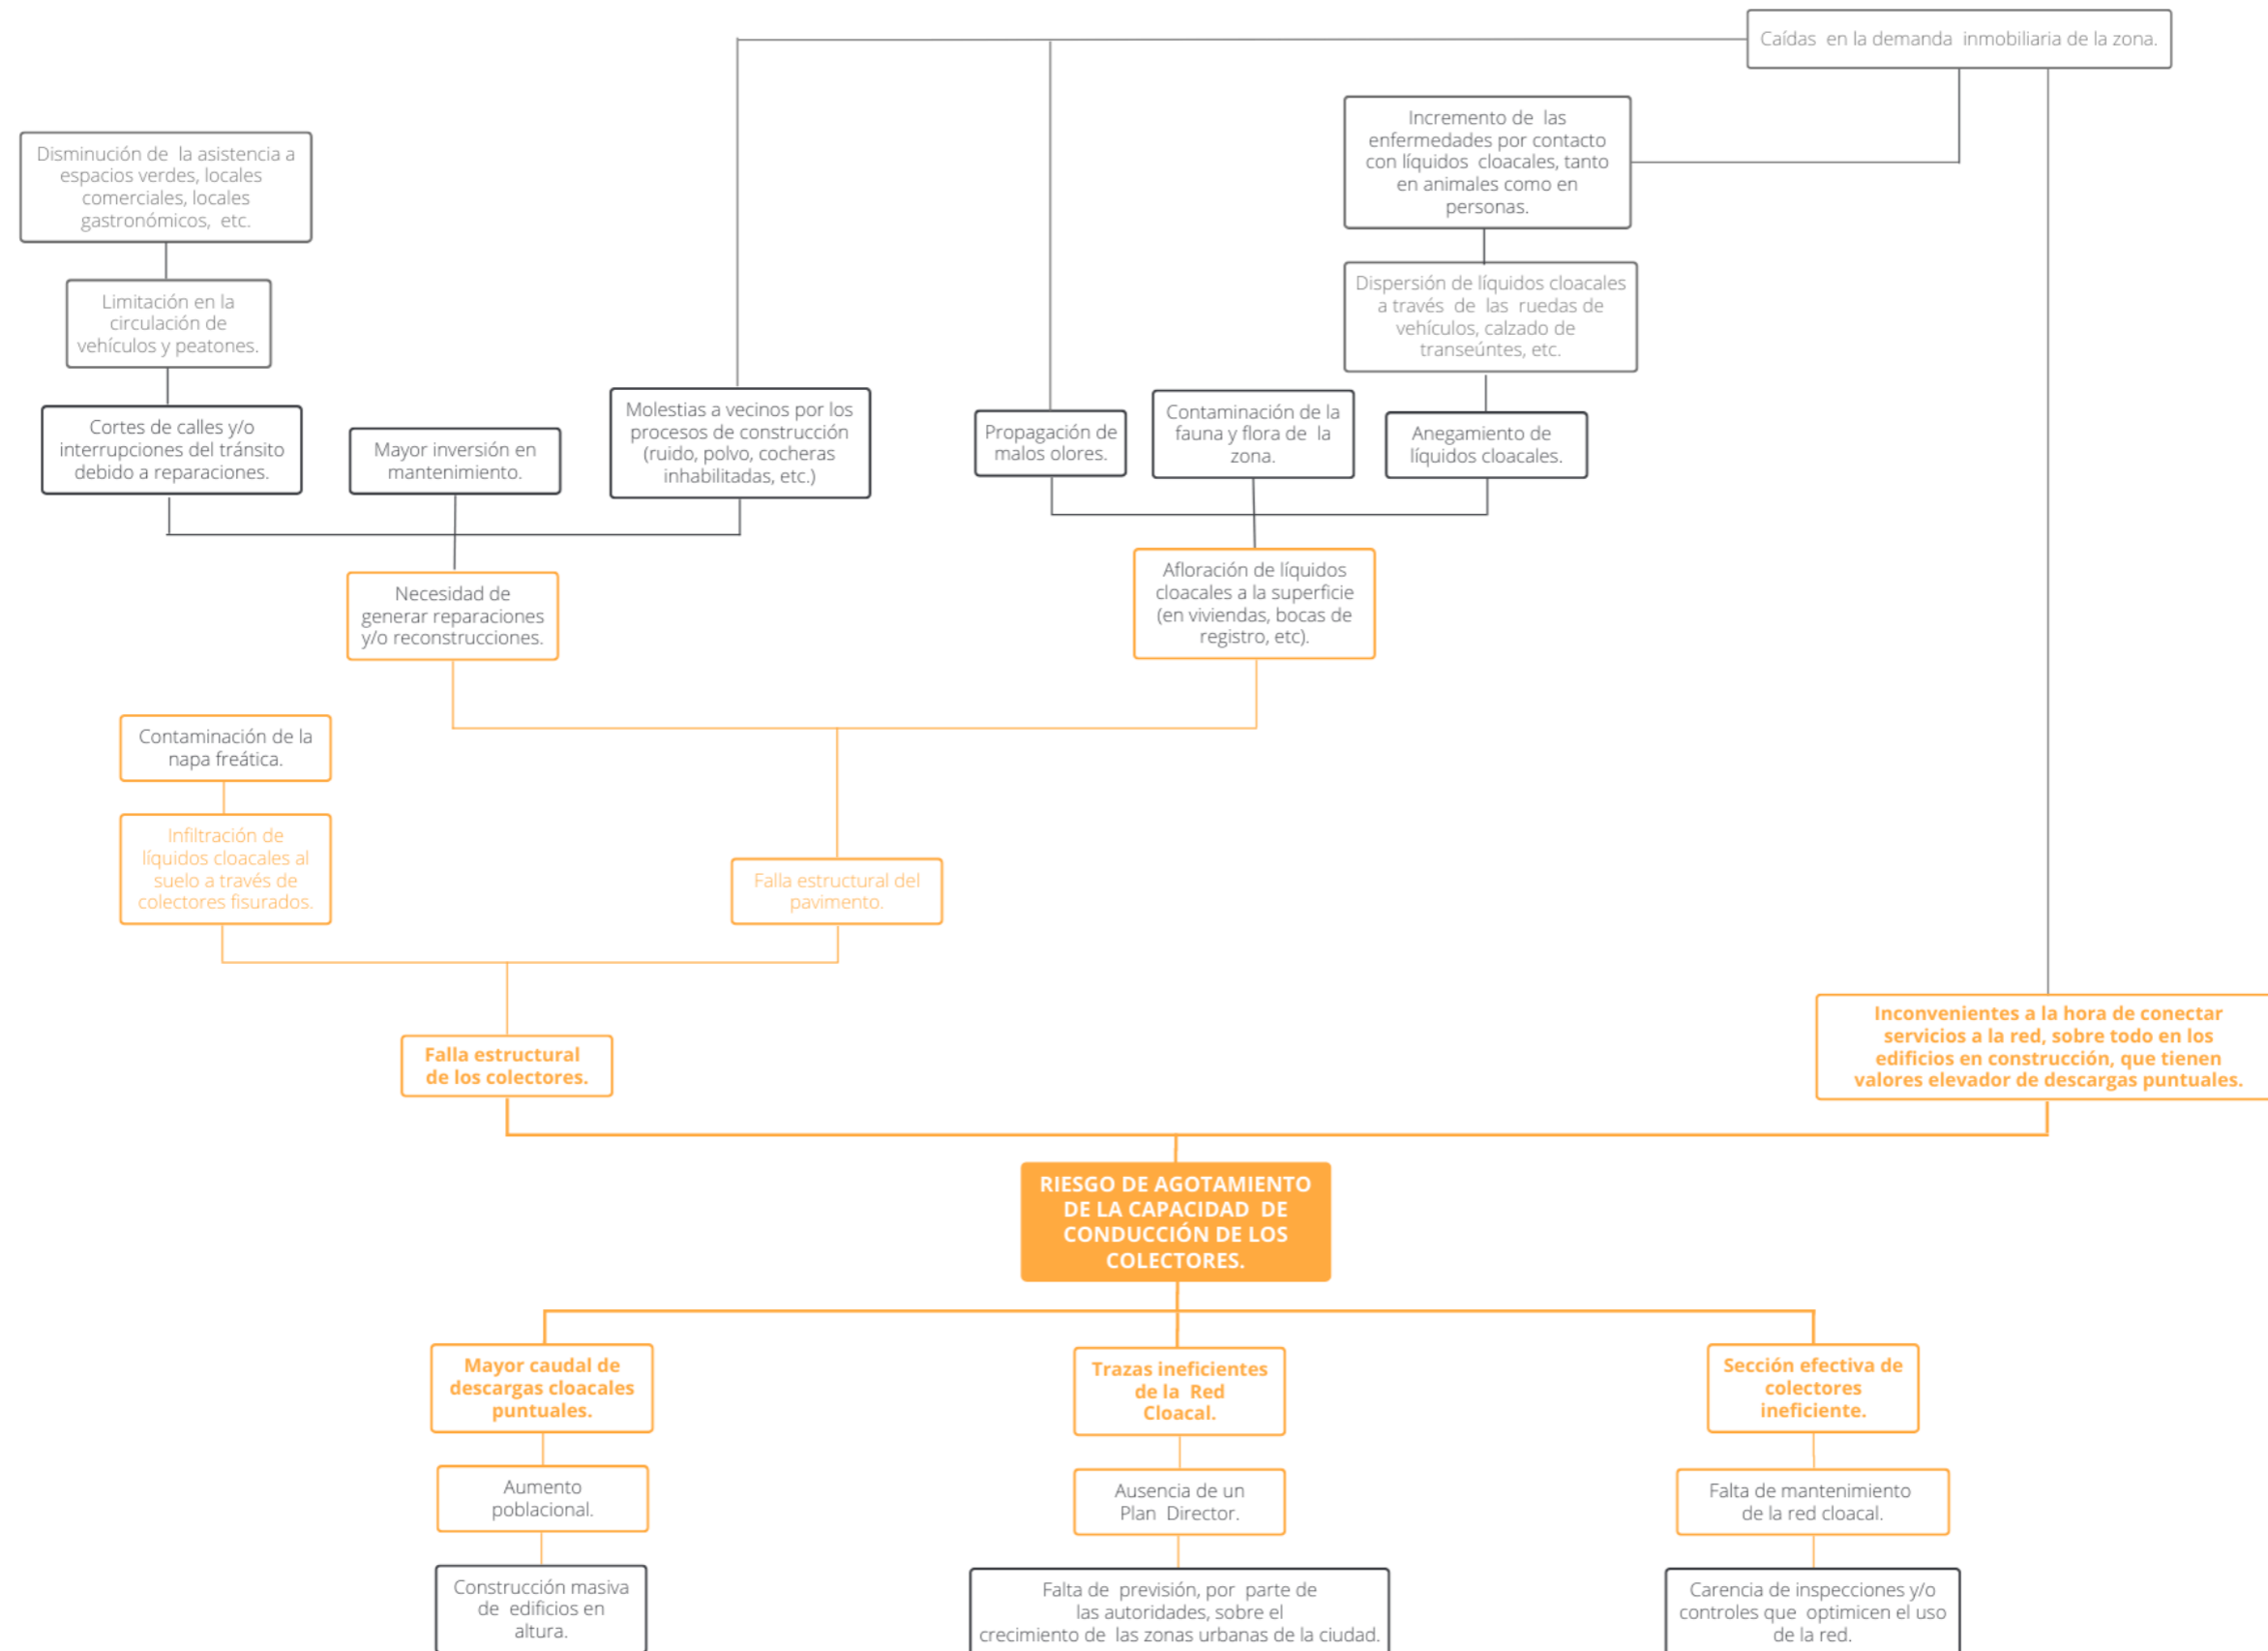 Caídas en la demanda inmobiliaria de la zona.
Incremento de las
enfermedades por contacto
con líquidos cloacales, tanto
en animales como en
personas.
Disminución de la asistencia a
espacios verdes, locales
comerciales, locales
gastronómicos, etc.
Dispersión de líquidos cloacales
a través de las ruedas de
vehículos, calzado de
transeúntes, etc.
Limitación en la
circulación de
vehículos y peatones.
Cortes de calles y/o
interrupciones del tránsito
debido a reparaciones.
Mayor inversión en
mantenimiento.
Molestias a vecinos por los
procesos de construcción
(ruido, polvo, cocheras
inhabilitadas, etc.)
Propagación de
malos olores.
Contaminación de la
fauna y flora de la
zona.
Anegamiento de
líquidos cloacales.
Necesidad de
generar reparaciones
y/o reconstrucciones.
Afloración de líquidos
cloacales a la superficie
(en viviendas, bocas de
registro, etc).
Contaminación de la
napa freática.
Infiltración de
líquidos cloacales al
suelo a través de
colectores fisurados.
Falla estructural del
pavimento.
Falla estructural
de los colectores.
Inconvenientes a la hora de conectar
servicios a la red, sobre todo en los
edificios en construcción, que tienen
valores elevador de descargas puntuales.
RIESGO DE AGOTAMIENTO
DE LA CAPACIDAD DE
CONDUCCIÓN DE LOS
COLECTORES.
Mayor caudal de
descargas cloacales
puntuales.
Trazas ineficientes
de la Red
Cloacal.
Sección efectiva de
colectores
ineficiente.
Aumento
poblacional.
Ausencia de un
Plan Director.
Falta de mantenimiento
de la red cloacal.
Construcción masiva
de edificios en
altura.
Falta de previsión, por parte de
las autoridades, sobre el
crecimiento de las zonas urbanas de la ciudad.
Carencia de inspecciones y/o
controles que optimicen el uso
de la red.